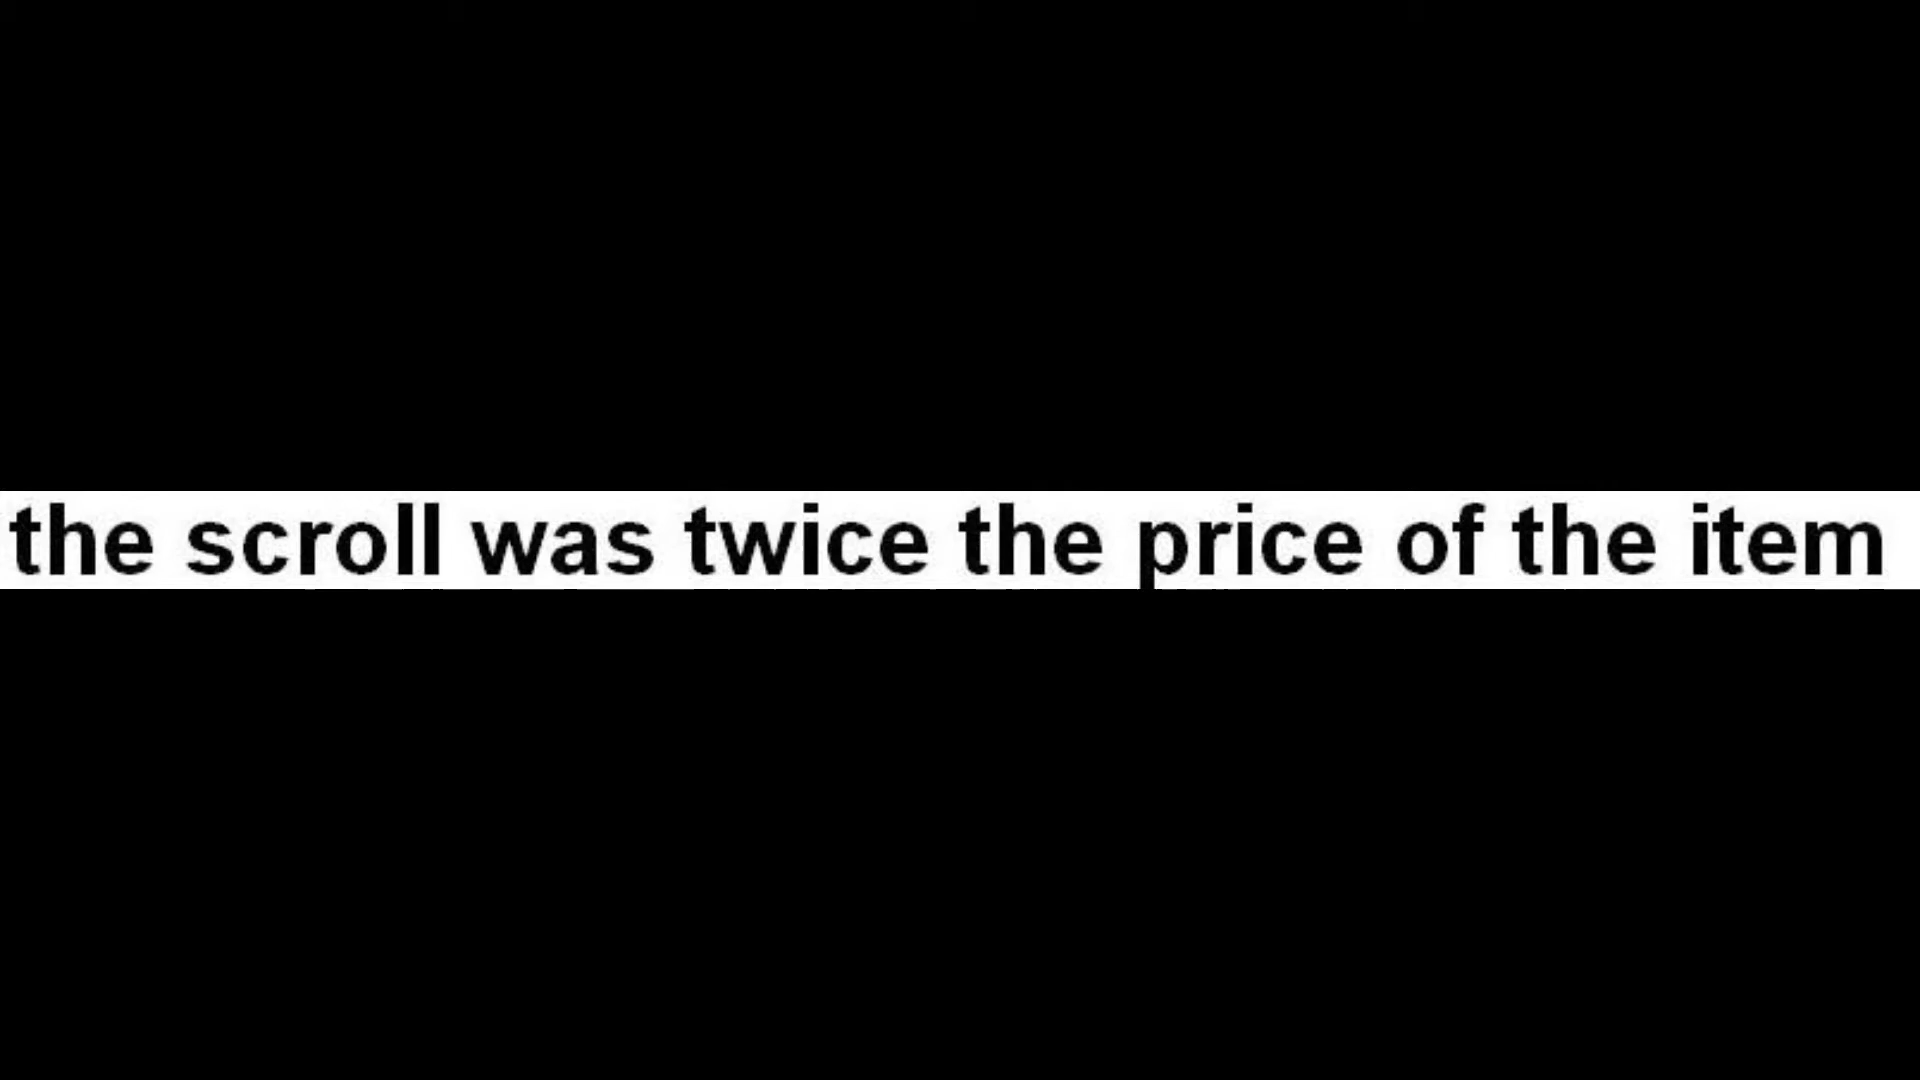 the scroll was twice the price of the item